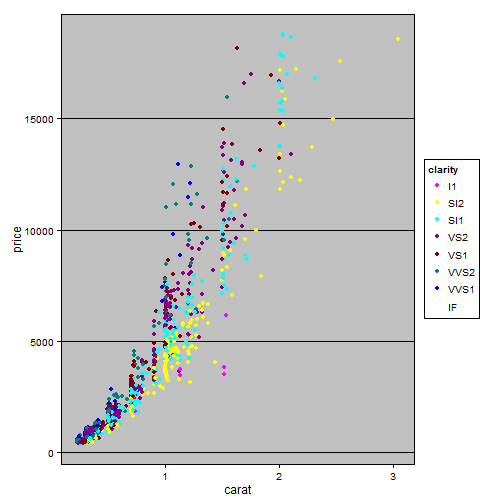 price
15000
10000
5000
0
1
2
3
carat
clarity
I1
SI2
SI1
VS2
VS1
VVS2
VVS1
IF